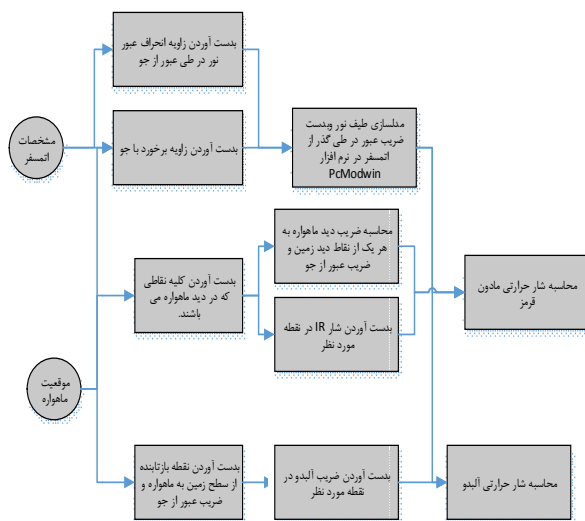 بدست آوردن زاویه انحراف عبور
نور در طی عبور از جو
مشخصات
اتمسفر
بدست آوردن زاویه برخورد با جو
مدلسازی طیف نور وبدست
ضریب عبور در طی گذر از
اتمسفر در نرم افزار
PcModwin
محاسبه ضریب دید ماهواره به
هر یک از نقاط دید زمین و
ضریب عبور از جو
بدست آوردن کلیه نقاطی
که در دید ماهواره می
باشند.
بدست آوردن شار IR در نقطه
مورد نظر
محاسبه شار حرارتی مادون
قرمز
موقعیت
ماهواره
بدست آوردن نقطه بازتابنده
از سطح زمین به ماهواره و
ضریب عبور از جو
بدست آوردن ضریب آلبدو در
نقطه مورد نظر
محاسبه شار حرارتی آلبدو